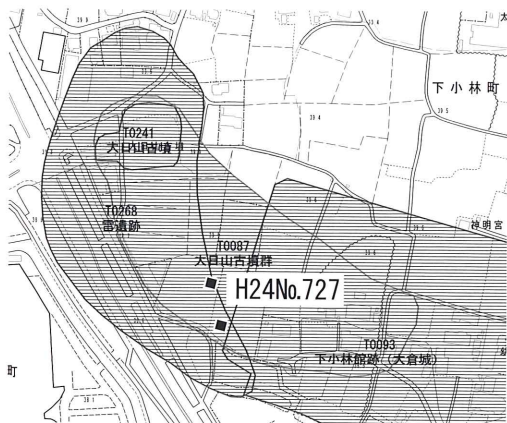 下小林町
T0241
大日山古墳
T0268
雷遺跡
神明宮
T0087
大日山古墳群
H24No.727
T0093
下小林館跡（大倉城）
町